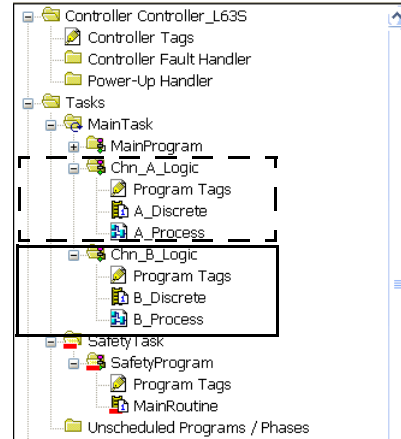 Controller Controller_L63S
Controller Tags
Controller Fault Handler
Power-Up Handler
Tasks
MainTask
MainProgram
Chn_A_Logic
Program Tags
A_Discrete
A_Process
Chn_B_Logic
Program Tags
B_Discrete
B_Process
SafetyTask
SafetyProgram
Program Tags
MainRoutine
Unscheduled Programs / Phases